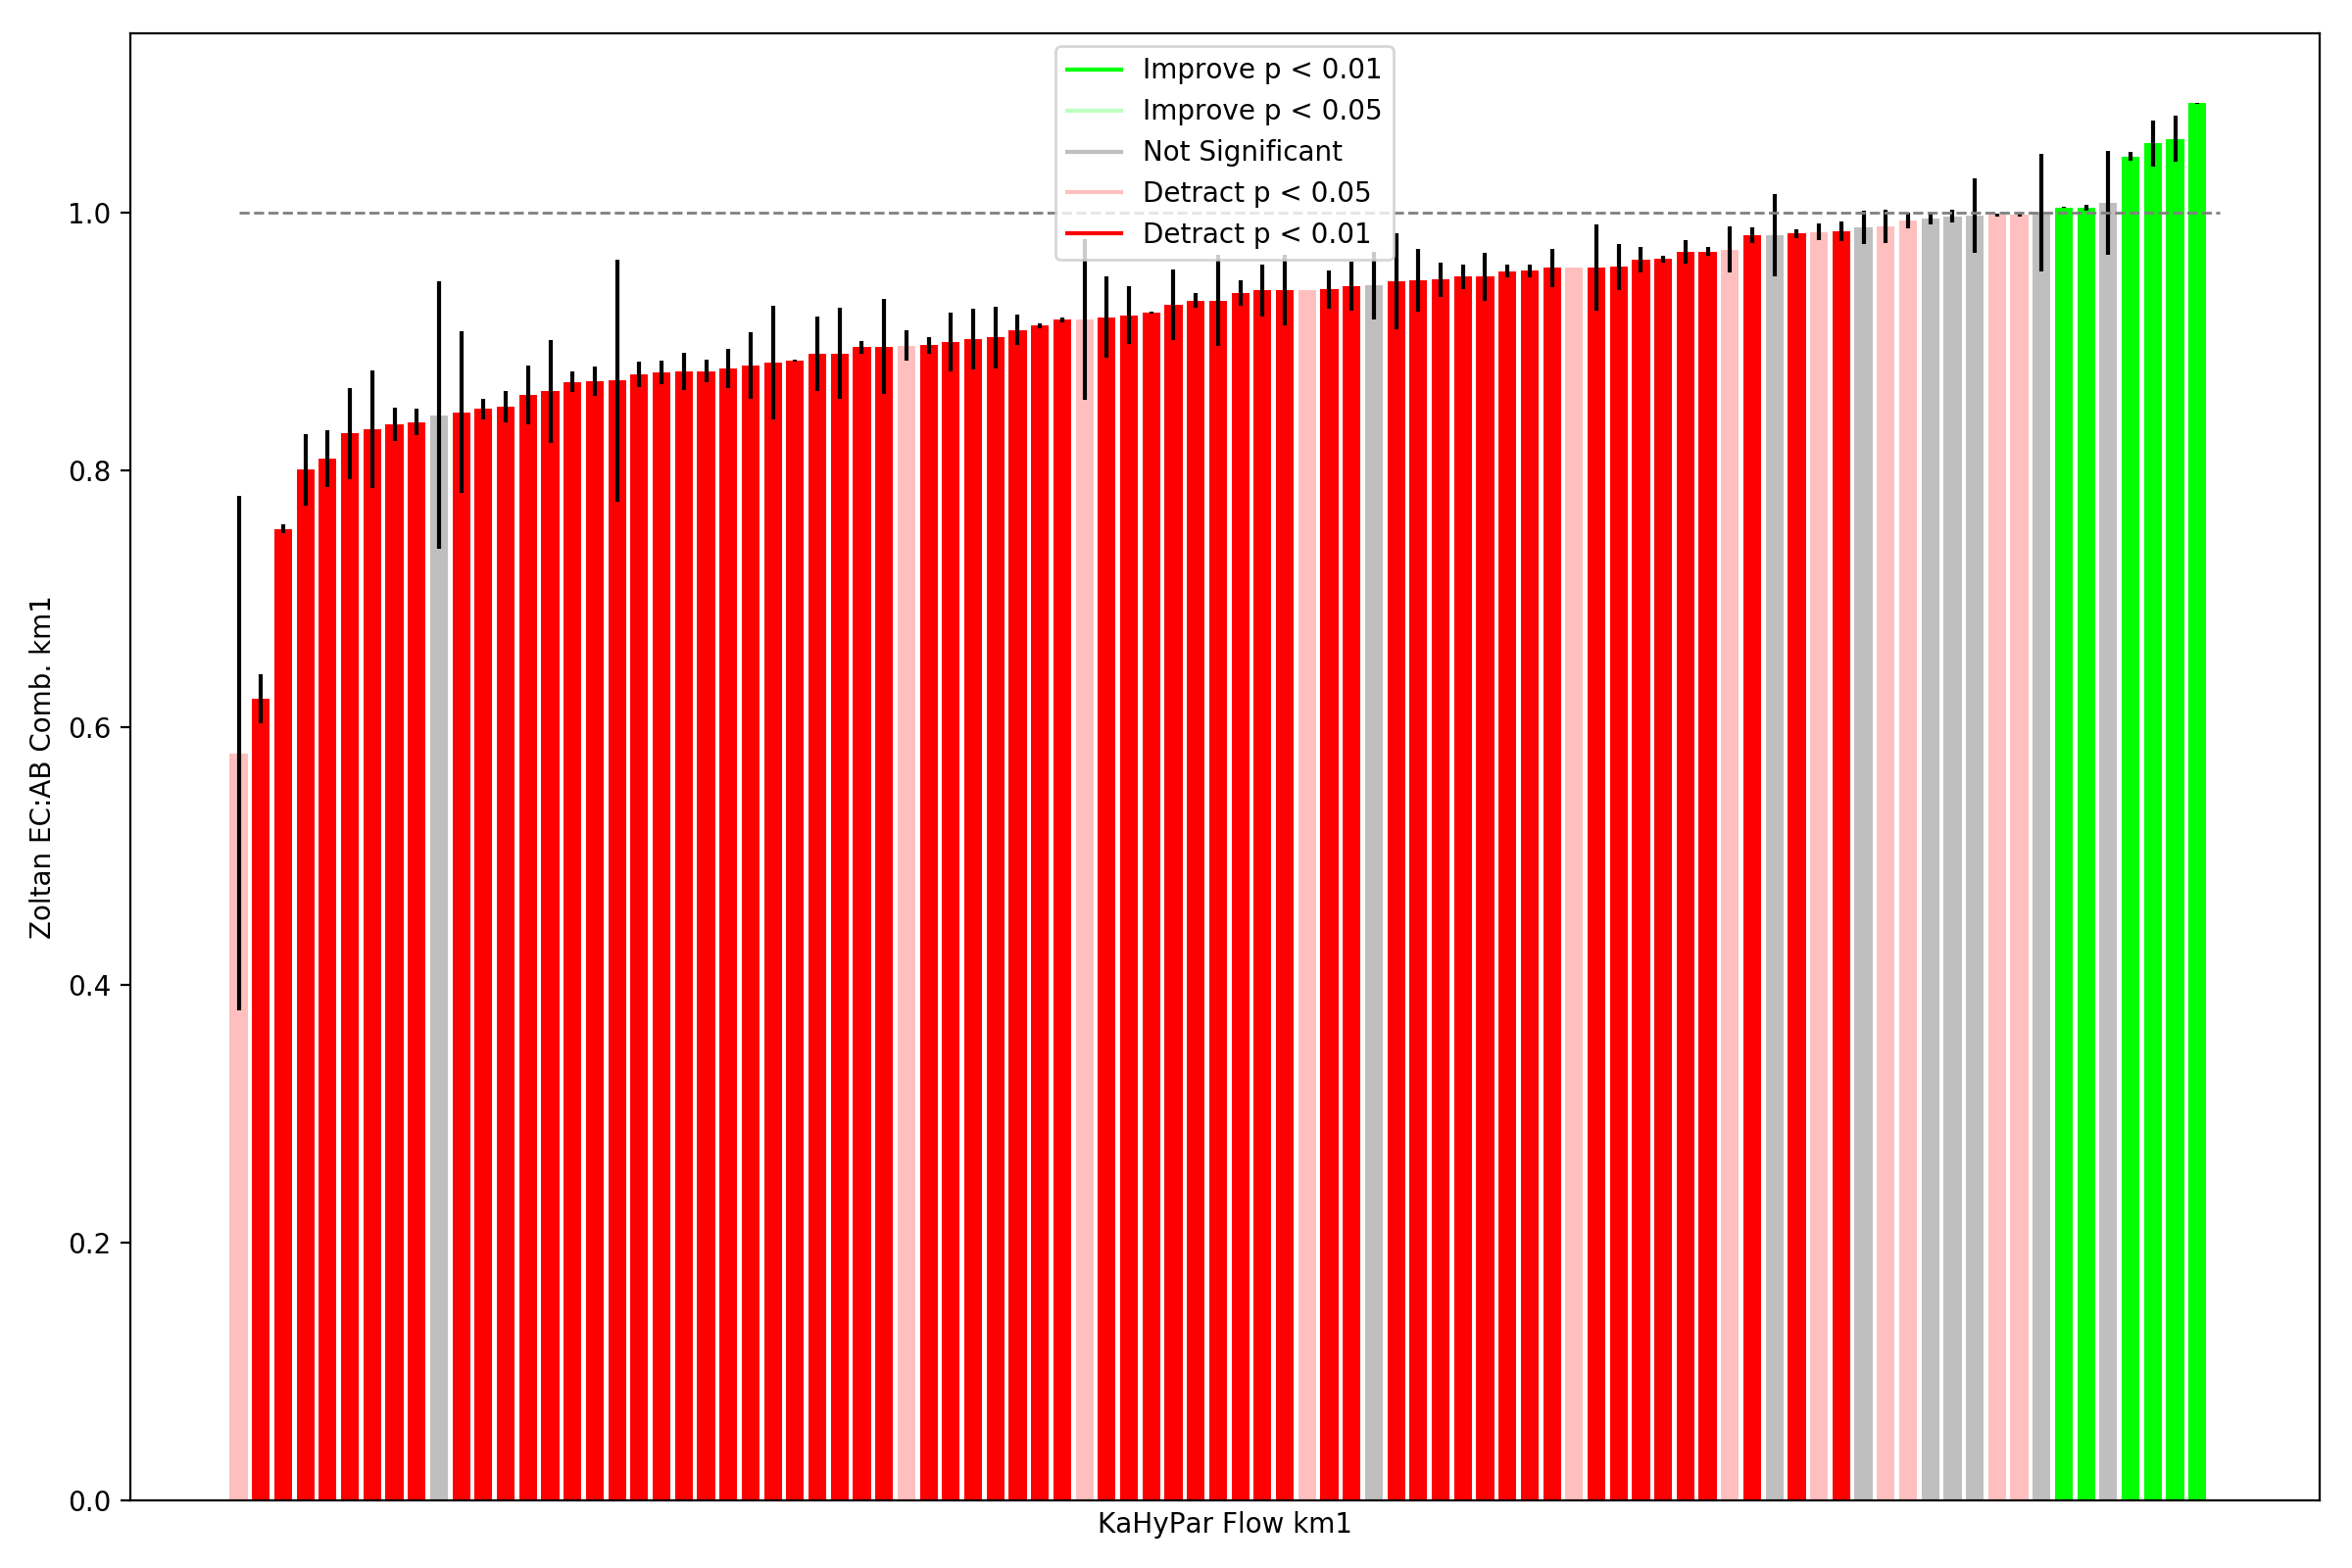 Improve p < 0.01
Improve p < 0.05
Not Significant
Detract p < 0.05
Detract p < 0.01
1.0
0.8
0.6
0.4
0.2
0.0
Zoltan EC:AB Comb. km1
KaHyPar Flow km1